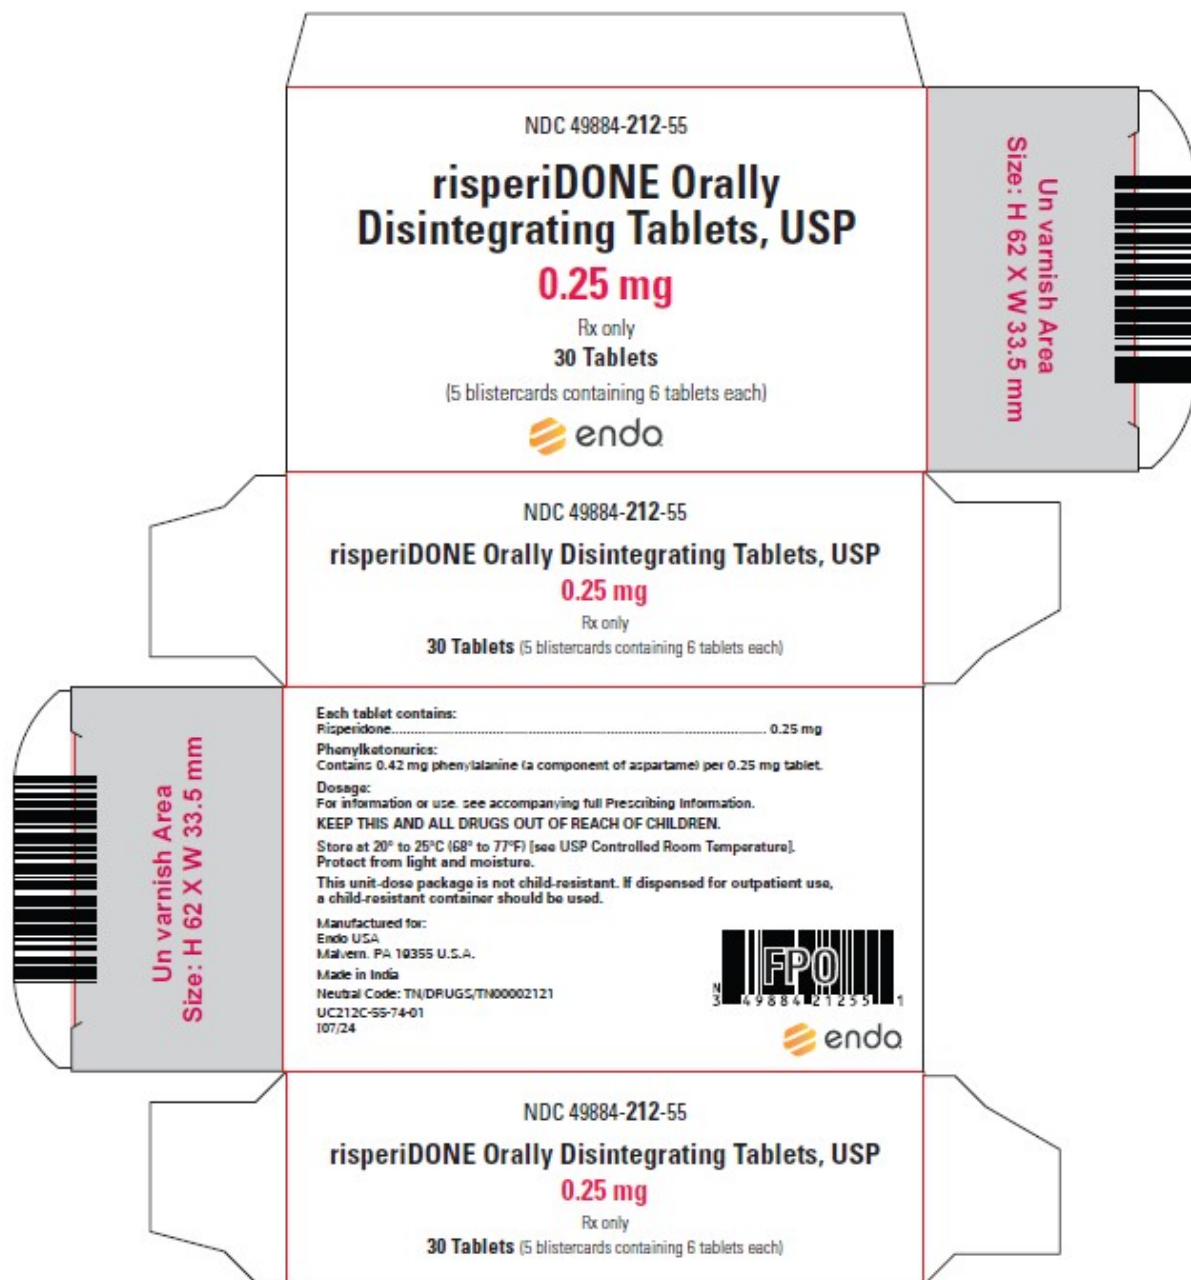 NDC 49884-212-55
risperiDONE Orally
Disintegrating Tablets, USP
0.25 mg
Rx only
30 Tablets
(5 blistercards containing 6 tablets each)
endo
Un varnish Area
Size: H 62 X W 33.5 mm
NDC 49884-212-55
risperiDONE Orally Disintegrating Tablets, USP
0.25 mg
Rx only
30 Tablets (5 blistercards containing 6 tablets each)
Un varnish Area
Size: H 62 X W 33.5 mm
Each tablet contains:
Risperidone................................................................................................ 0.25 mg
Phenylketonurics:
Contains 0.42 mg phenylalanine (a component of aspartame) per 0.25 mg tablet.
Dosage:
For information or use, see accompanying full Prescribing Information.
KEEP THIS AND ALL DRUGS OUT OF REACH OF CHILDREN.
Store at 20° to 25°C (68° to 77°F) [see USP Controlled Room Temperature].
Protect from light and moisture.
This unit-dose package is not child-resistant. If dispensed for outpatient use,
a child-resistant container should be used.
Manufactured for:
Endo USA
Malvern, PA 19355 U.S.A.
Made in India
Neutral Code: TN/DRUGS/TN00002121
UC212C-55-74-01
I07/24
FPO
N
3 49884 21255 1
endo
NDC 49884-212-55
risperiDONE Orally Disintegrating Tablets, USP
0.25 mg
Rx only
30 Tablets (5 blistercards containing 6 tablets each)